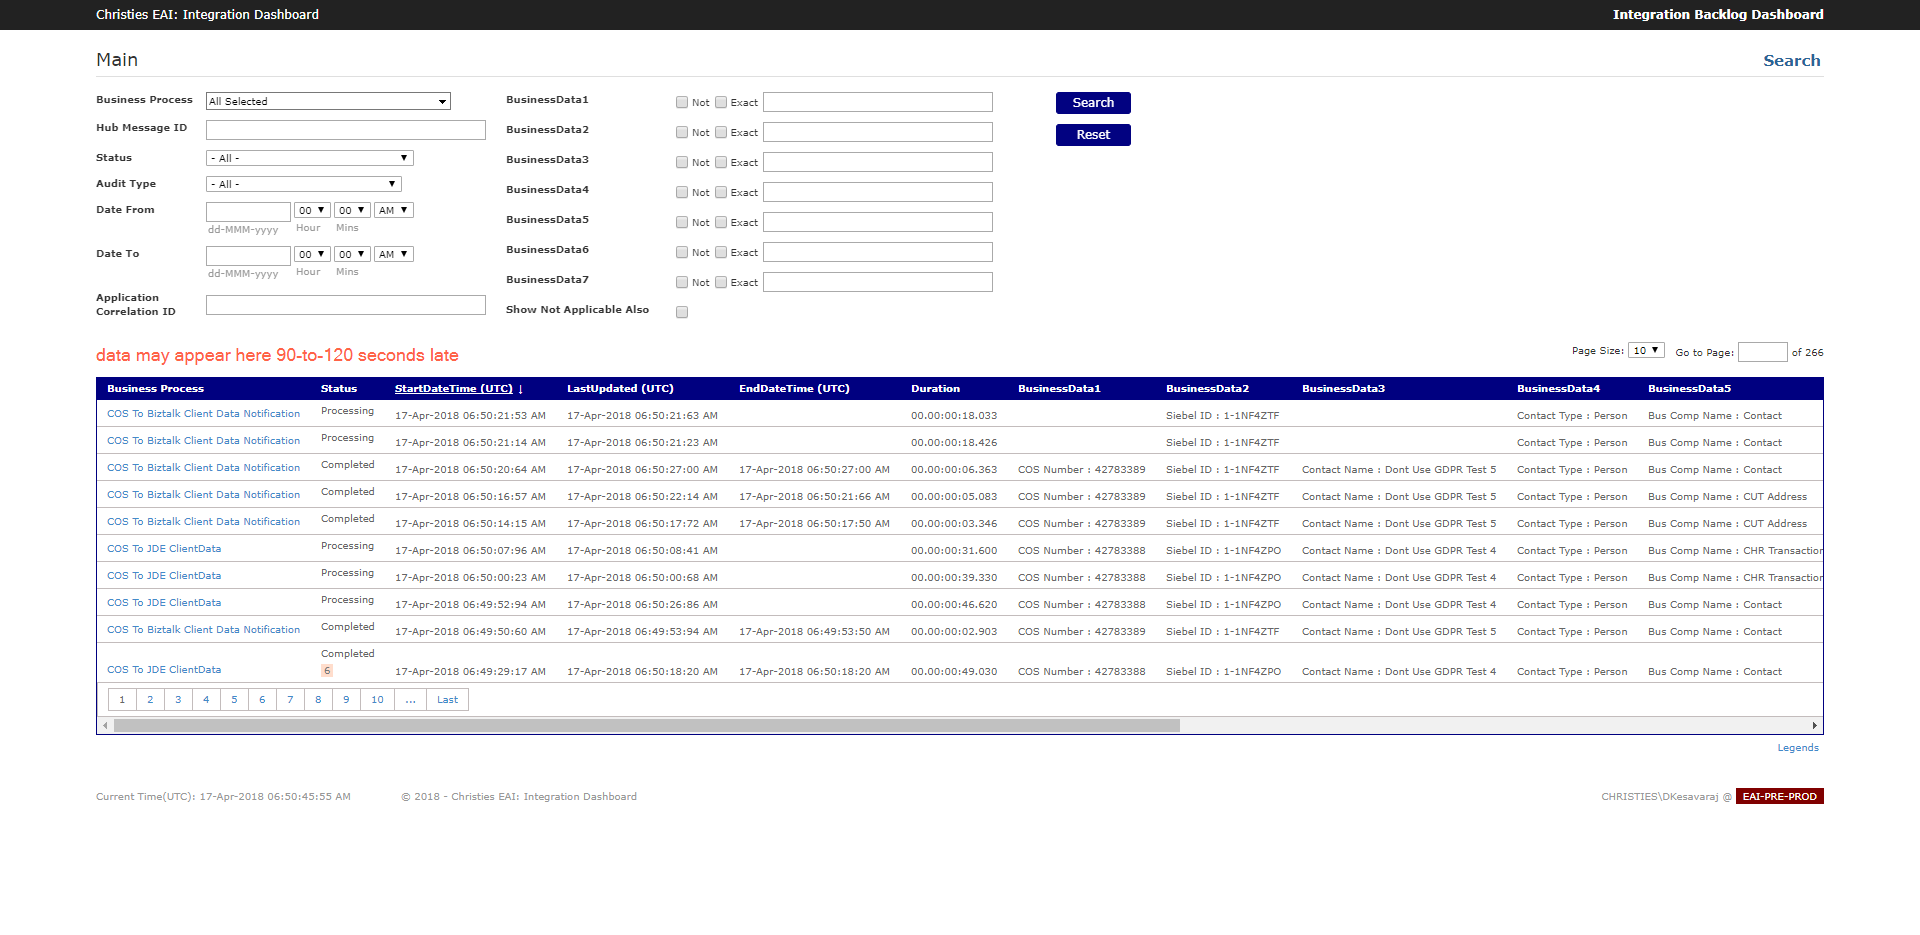 Christies EAI: Integration Dashboard
Integration Backlog Dashboard
Main
Search
Business Process All Selected
Hub Message ID
Status - All -
Audit Type - All -
Date From 00 00 AM
dd-MMM-yyyy Hour Mins
Date To 00 00 AM
dd-MMM-yyyy Hour Mins
Application
Correlation ID
BusinessData1 Not Exact
BusinessData2 Not Exact
BusinessData3 Not Exact
BusinessData4 Not Exact
BusinessData5 Not Exact
BusinessData6 Not Exact
BusinessData7 Not Exact
Show Not Applicable Also
Search
Reset
data may appear here 90-to-120 seconds late
Page Size: 10 Go to Page: of 266
Business Process Status StartDateTime (UTC) ↓ LastUpdated (UTC) EndDateTime (UTC) Duration BusinessData1 BusinessData2 BusinessData3 BusinessData4 BusinessData5
COS To Biztalk Client Data Notification Processing 17-Apr-2018 06:50:21:53 AM 17-Apr-2018 06:50:21:63 AM 00.00:00:18.033 Siebel ID : 1-1NF4ZTF Contact Type : Person Bus Comp Name : Contact
COS To Biztalk Client Data Notification Processing 17-Apr-2018 06:50:21:14 AM 17-Apr-2018 06:50:21:23 AM 00.00:00:18.426 Siebel ID : 1-1NF4ZTF Contact Type : Person Bus Comp Name : Contact
COS To Biztalk Client Data Notification Completed 17-Apr-2018 06:50:20:64 AM 17-Apr-2018 06:50:27:00 AM 17-Apr-2018 06:50:27:00 AM 00.00:00:06.363 COS Number : 42783389 Siebel ID : 1-1NF4ZTF Contact Name : Dont Use GDPR Test 5 Contact Type : Person Bus Comp Name : Contact
COS To Biztalk Client Data Notification Completed 17-Apr-2018 06:50:16:57 AM 17-Apr-2018 06:50:22:14 AM 17-Apr-2018 06:50:21:66 AM 00.00:00:05.083 COS Number : 42783389 Siebel ID : 1-1NF4ZTF Contact Name : Dont Use GDPR Test 5 Contact Type : Person Bus Comp Name : CUT Address
COS To Biztalk Client Data Notification Completed 17-Apr-2018 06:50:14:15 AM 17-Apr-2018 06:50:17:72 AM 17-Apr-2018 06:50:17:50 AM 00.00:00:03.346 COS Number : 42783389 Siebel ID : 1-1NF4ZTF Contact Name : Dont Use GDPR Test 5 Contact Type : Person Bus Comp Name : CUT Address
COS To JDE ClientData Processing 17-Apr-2018 06:50:07:96 AM 17-Apr-2018 06:50:08:41 AM 00.00:00:31.600 COS Number : 42783388 Siebel ID : 1-1NF4ZPO Contact Name : Dont Use GDPR Test 4 Contact Type : Person Bus Comp Name : CHR Transaction
COS To JDE ClientData Processing 17-Apr-2018 06:50:00:23 AM 17-Apr-2018 06:50:00:68 AM 00.00:00:39.330 COS Number : 42783388 Siebel ID : 1-1NF4ZPO Contact Name : Dont Use GDPR Test 4 Contact Type : Person Bus Comp Name : CHR Transaction
COS To JDE ClientData Processing 17-Apr-2018 06:49:52:94 AM 17-Apr-2018 06:50:26:86 AM 00.00:00:46.620 COS Number : 42783388 Siebel ID : 1-1NF4ZPO Contact Name : Dont Use GDPR Test 4 Contact Type : Person Bus Comp Name : Contact
COS To Biztalk Client Data Notification Completed 17-Apr-2018 06:49:50:60 AM 17-Apr-2018 06:49:53:94 AM 17-Apr-2018 06:49:53:50 AM 00.00:00:02.903 COS Number : 42783389 Siebel ID : 1-1NF4ZTF Contact Name : Dont Use GDPR Test 5 Contact Type : Person Bus Comp Name : Contact
Completed
COS To JDE ClientData 6 17-Apr-2018 06:49:29:17 AM 17-Apr-2018 06:50:18:20 AM 17-Apr-2018 06:50:18:20 AM 00.00:00:49.030 COS Number : 42783388 Siebel ID : 1-1NF4ZPO Contact Name : Dont Use GDPR Test 4 Contact Type : Person Bus Comp Name : Contact
1 2 3 4 5 6 7 8 9 10 ... Last
Legends
Current Time(UTC): 17-Apr-2018 06:50:45:55 AM © 2018 - Christies EAI: Integration Dashboard CHRISTIES\DKesavaraj @ EAI-PRE-PROD